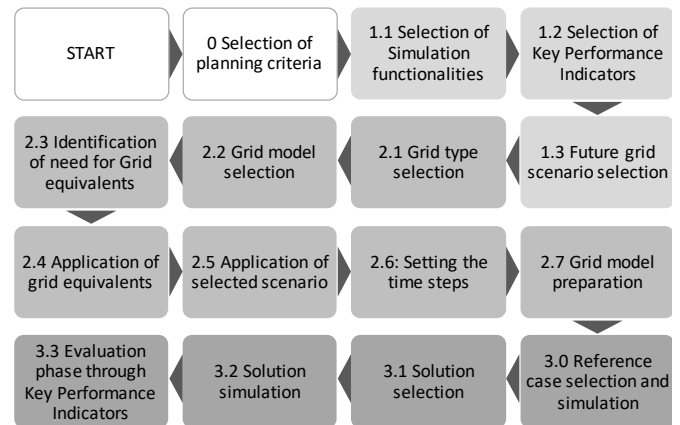 START
0 Selection of
planning criteria
1.1 Selection of
Simulation
functionalities
1.2 Selection of
Key Performance
Indicators
1.3 Future grid
scenario selection
2.1 Grid type
selection
2.2 Grid model
selection
2.3 Identification
of need for Grid
equivalents
2.4 Application of
grid equivalents
2.5 Application of
selected scenario
2.6: Setting the
time steps
2.7 Grid model
preparation
3.0 Reference
case selection and
simulation
3.1 Solution
selection
3.2 Solution
simulation
3.3 Evaluation
phase through
Key Performance
Indicators